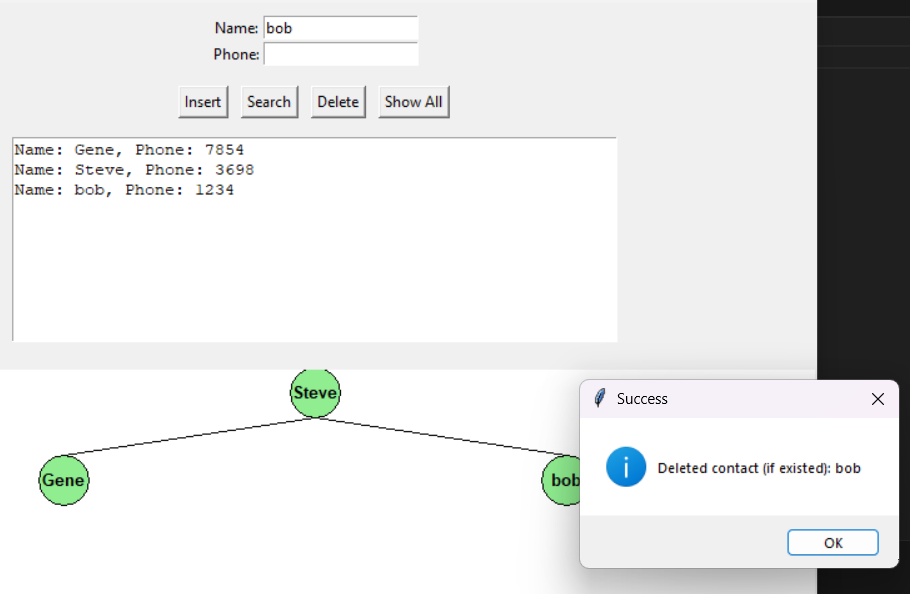 Name: bob
Phone:
Insert Search Delete Show All
Name: Gene, Phone: 7854
Name: Steve, Phone: 3698
Name: bob, Phone: 1234
Steve
Gene
bob
Success
Deleted contact (if existed): bob
OK